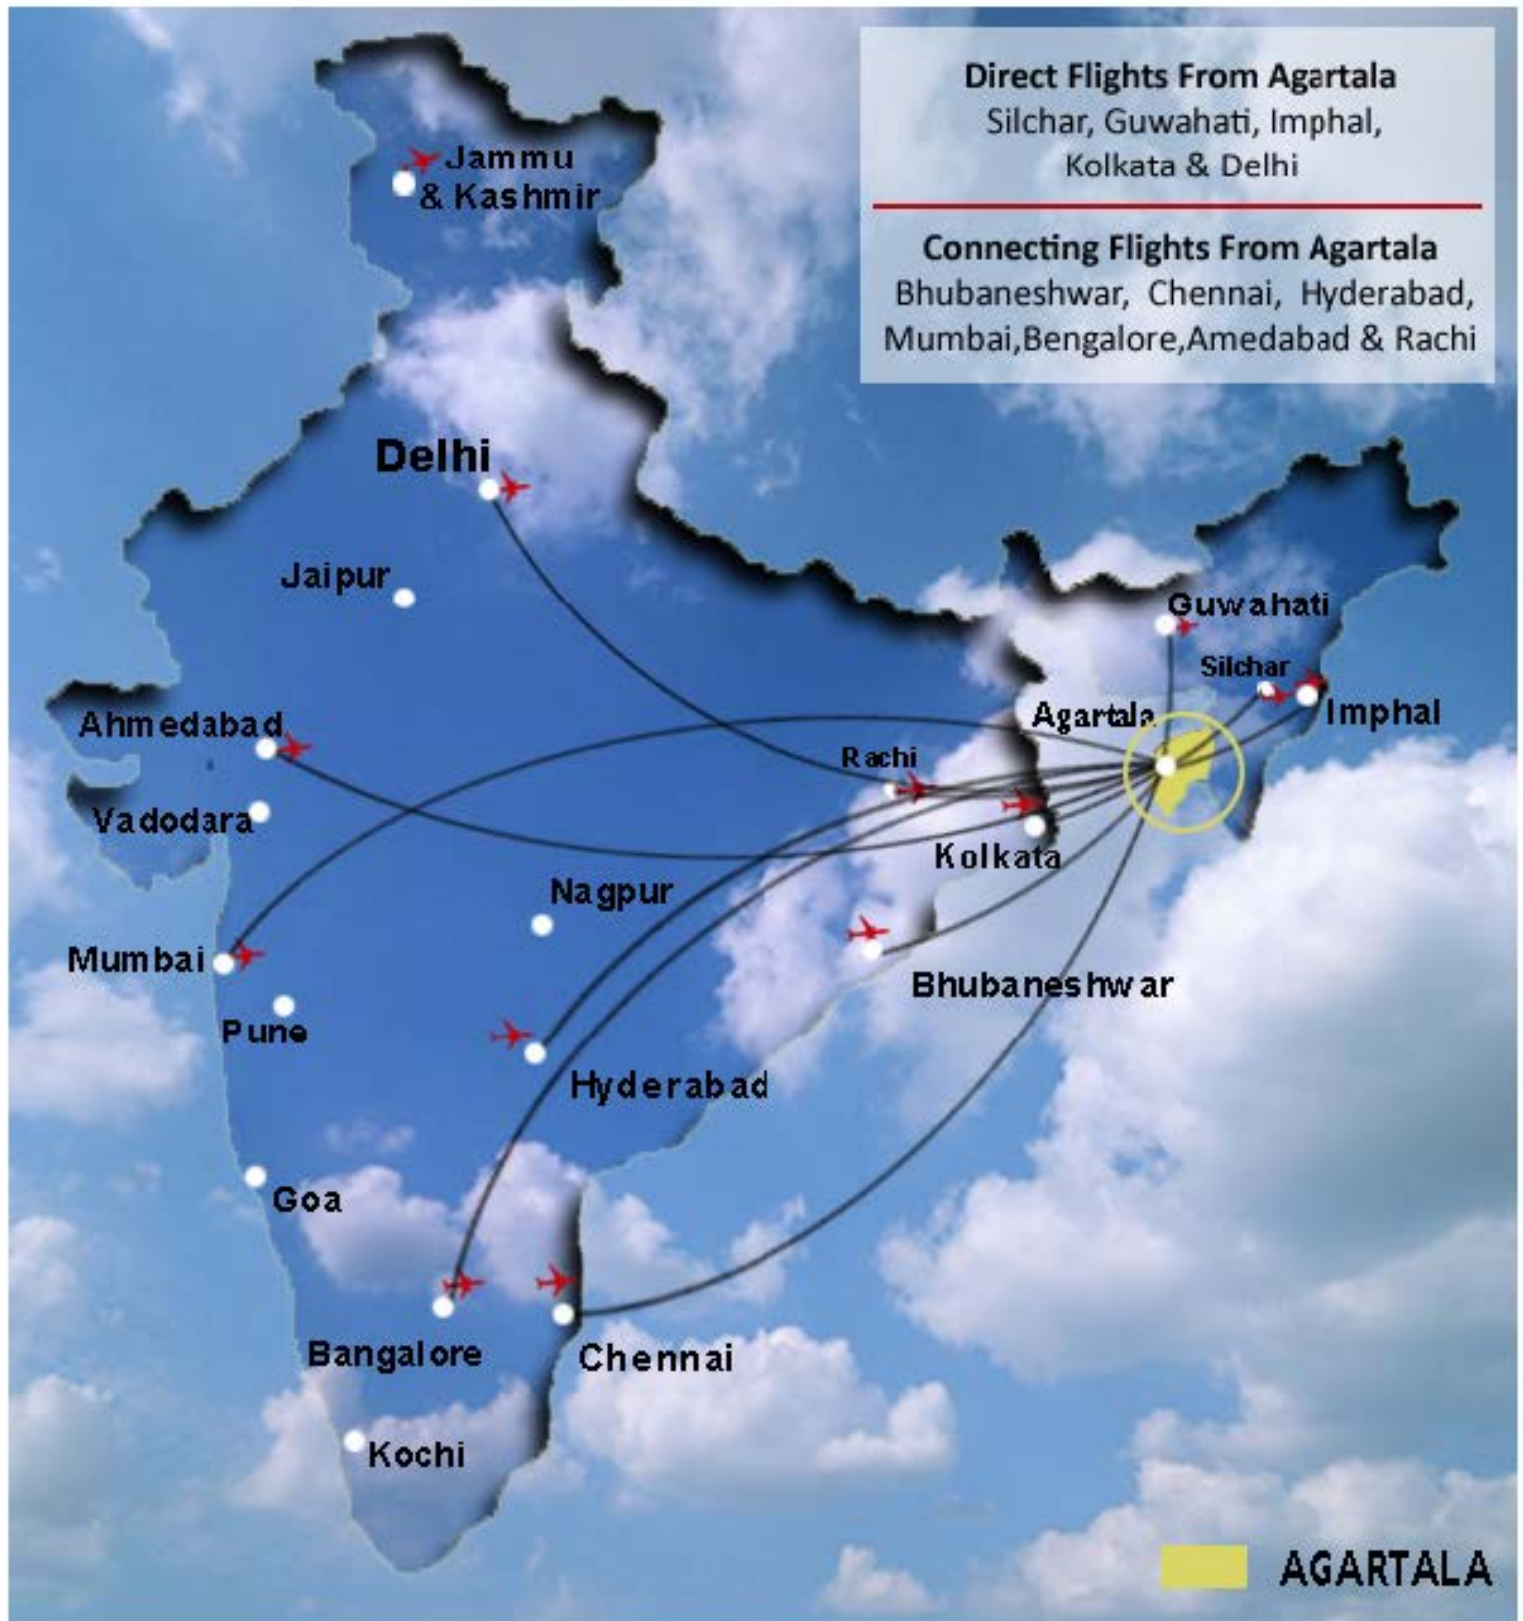 Direct Flights From Agartala
Silchar, Guwahati, Imphal,
Kolkata & Delhi
Connecting Flights From Agartala
Bhubaneshwar, Chennai, Hyderabad,
Mumbai,Bengalore,Amedabad & Rachi
Jammu
& Kashmir
Delhi
Jaipur
Guwahati
Silchar
Imphal
Agartala
Ahmedabad
Rachi
Vadodara
Kolkata
Nagpur
Mumbai
Bhubaneshwar
Pune
Hyderabad
Goa
Bangalore
Chennai
Kochi
AGARTALA